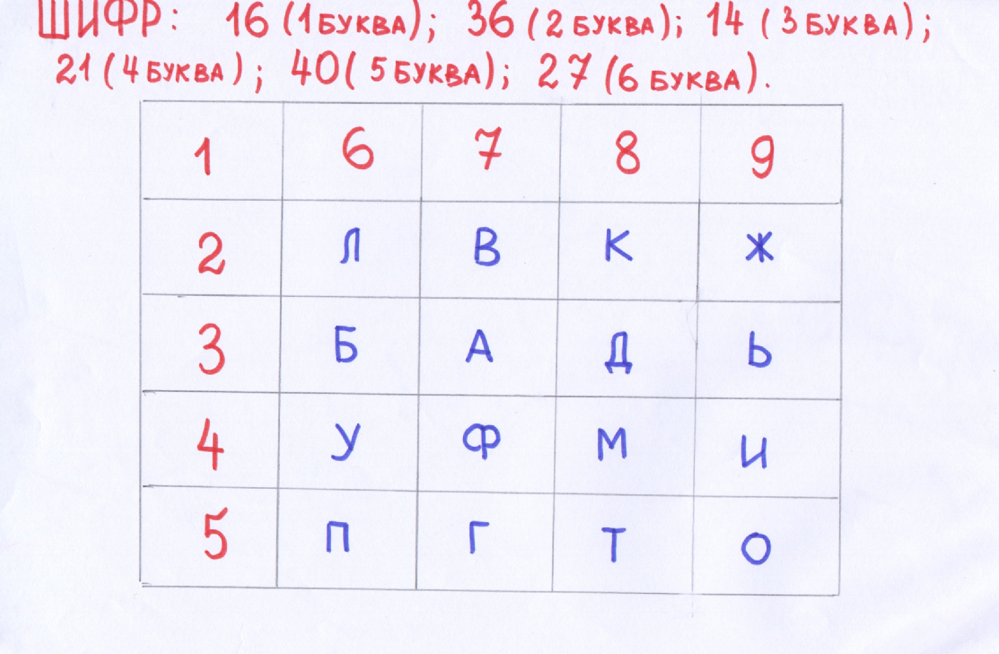 ШИФР: 16 (1 БУКВА); 36 (2 БУКВА); 14 (3 БУКВА);
21 (4 БУКВА); 40 (5 БУКВА); 27 (6 БУКВА).
1 6 7 8 9
2 Л В К Ж
3 Б А Д Ь
4 У Ф М И
5 П Г Т О